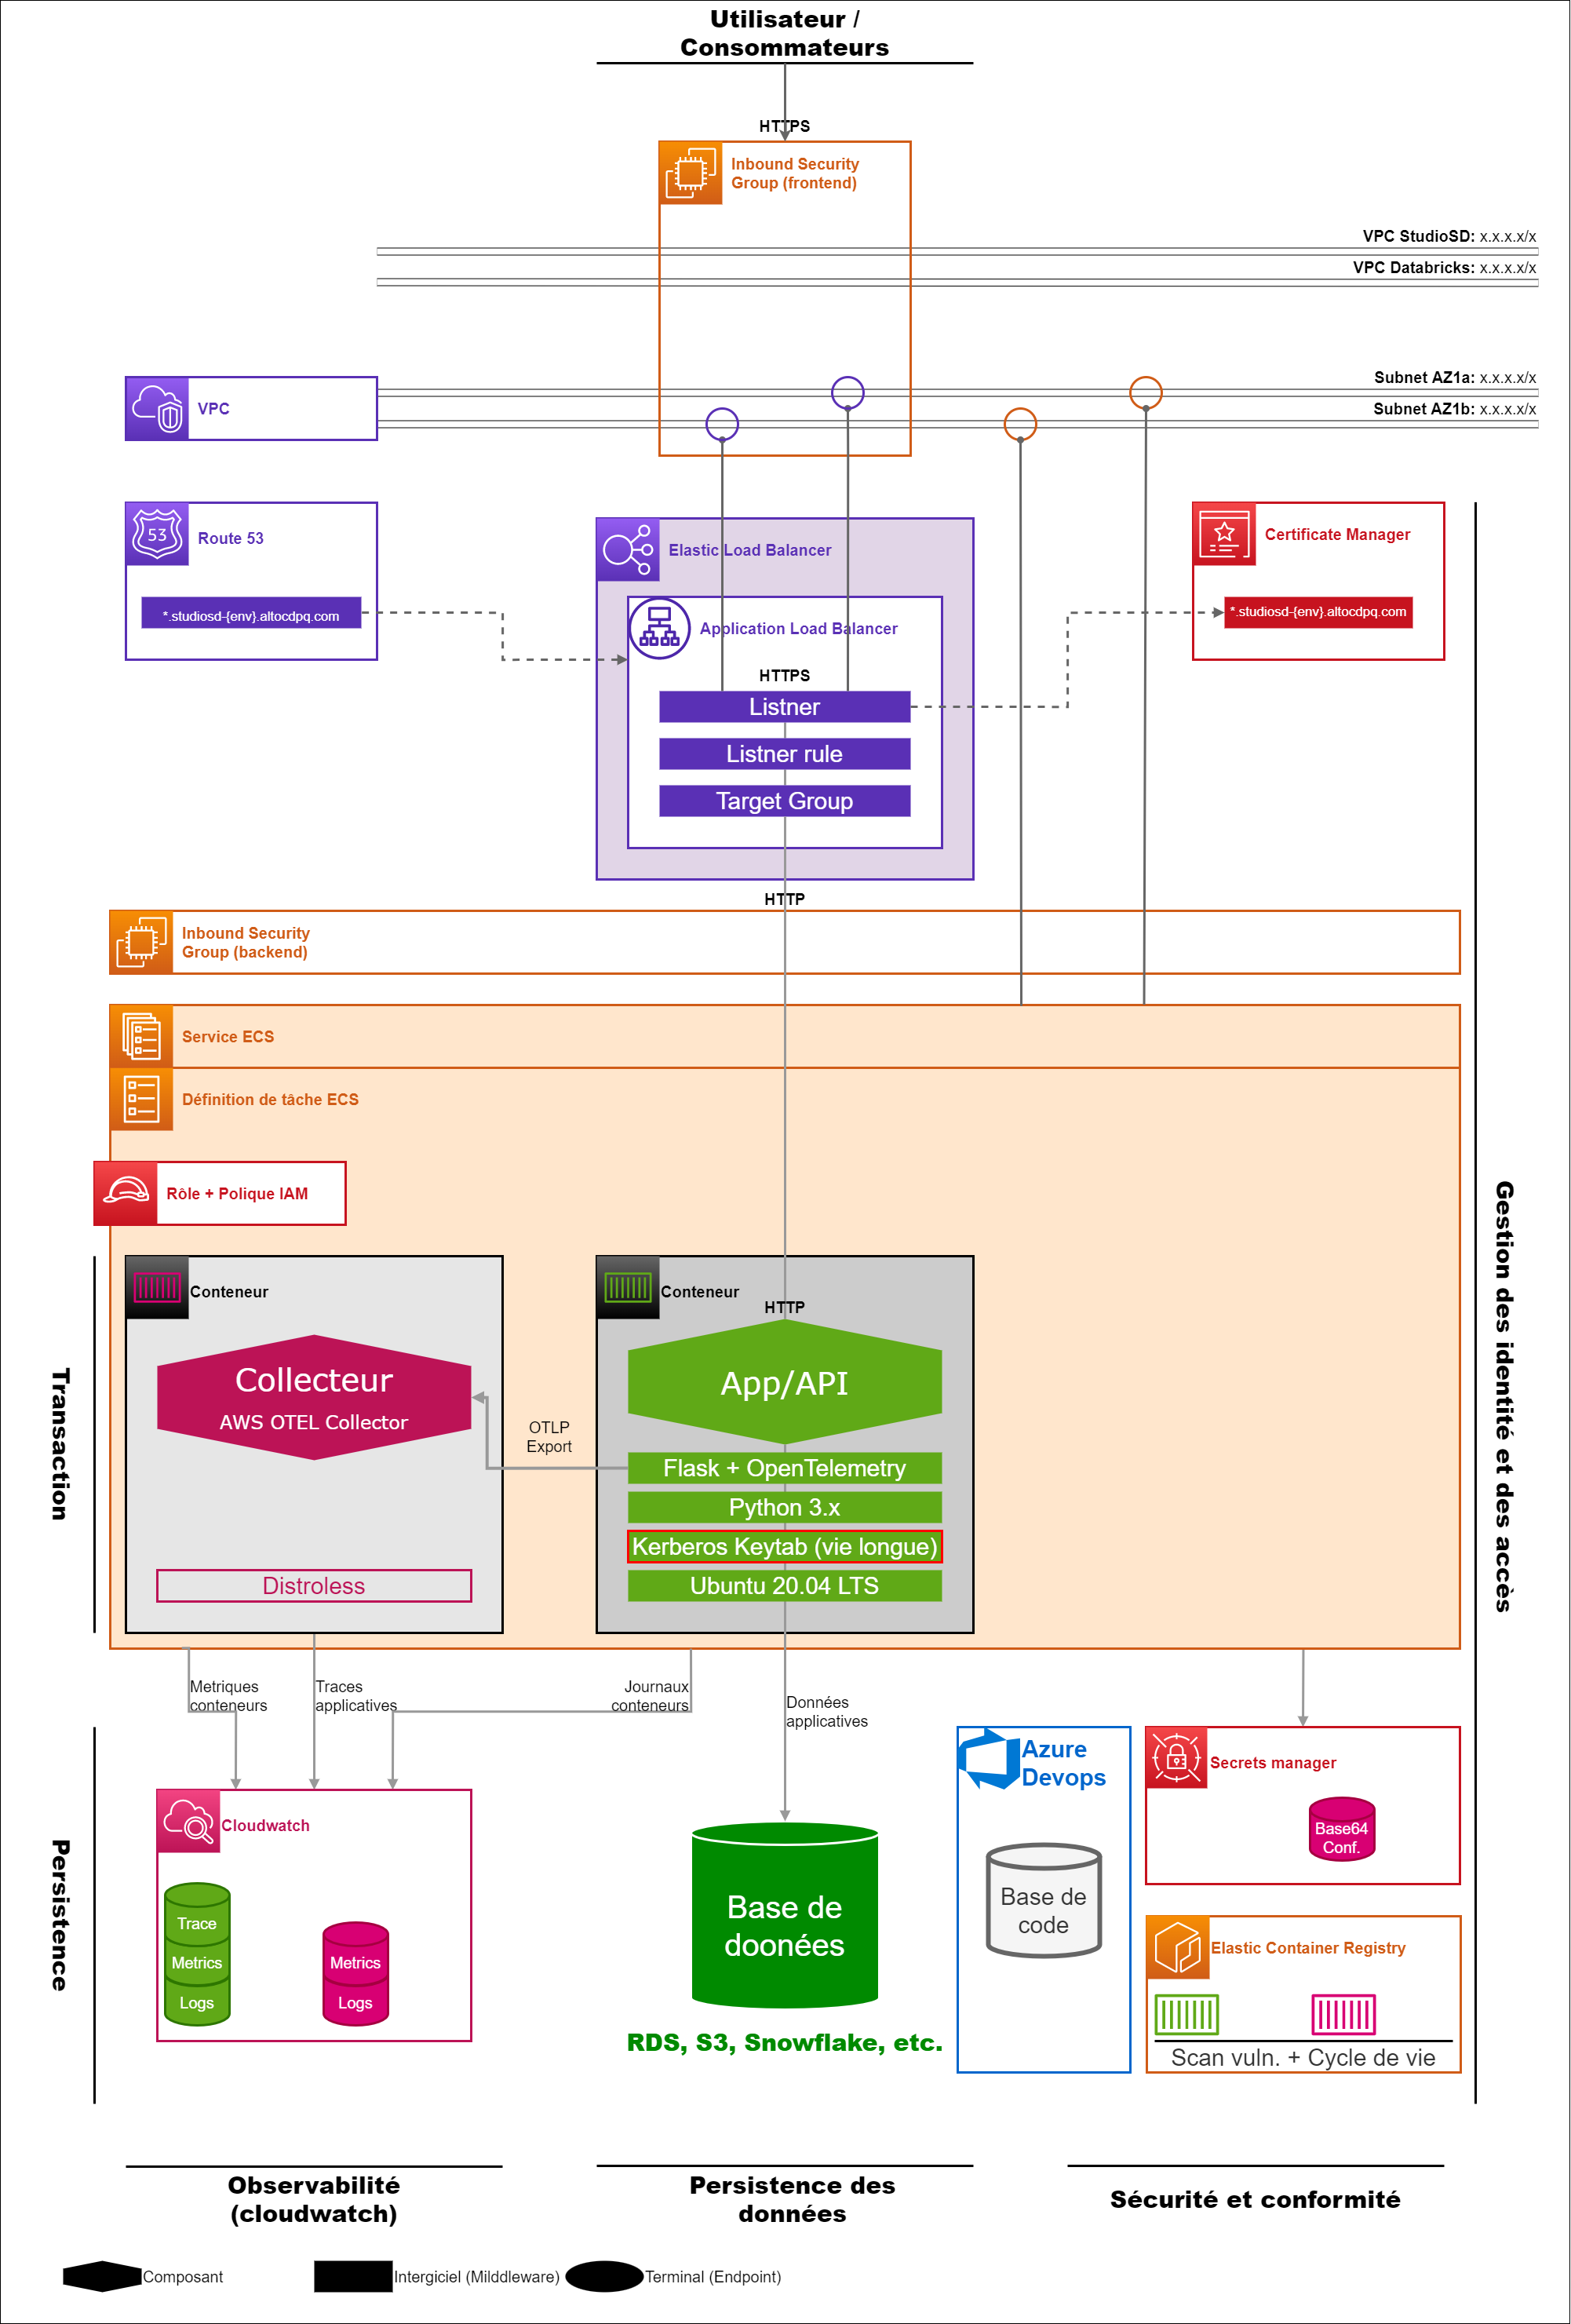 Utilisateur /
Consommateurs
HTTPS
Inbound Security
Group (frontend)
VPC StudioSD: x.x.x.x/x
VPC Databricks: x.x.x.x/x
Subnet AZ1a: x.x.x.x/x
Subnet AZ1b: x.x.x.x/x
VPC
53
Route 53
*.studiosd-{env}.altocdpq.com
Elastic Load Balancer
Application Load Balancer
HTTPS
Listner
Listner rule
Target Group
Certificate Manager
*.studiosd-{env}.altocdpq.com
HTTP
Inbound Security
Group (backend)
Service ECS
Définition de tâche ECS
Rôle + Polique IAM
Transaction
Conteneur
Collecteur
AWS OTEL Collector
Distroless
OTLP
Export
Conteneur
HTTP
App/API
Flask + OpenTelemetry
Python 3.x
Kerberos Keytab (vie longue)
Ubuntu 20.04 LTS
Gestion des identité et des accès
Metriques
conteneurs
Traces
applicatives
Journaux
conteneurs
Données
applicatives
Persistence
Cloudwatch
Trace
Metrics
Logs
Metrics
Logs
Base de
doonées
RDS, S3, Snowflake, etc.
Azure
Devops
Base de
code
Secrets manager
Base64
Conf.
Elastic Container Registry
Scan vuln. + Cycle de vie
Observabilité
(cloudwatch)
Persistence des
données
Sécurité et conformité
Composant
Intergiciel (Milddleware)
Terminal (Endpoint)